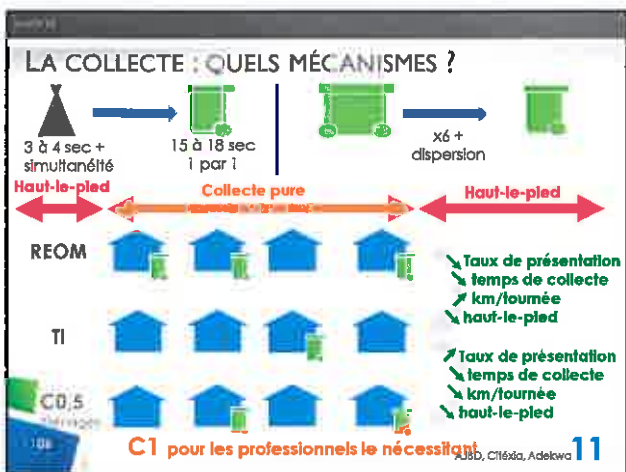 LA COLLECTE : QUELS MÉCANISMES ?
3 à 4 sec +
simultanéité
15 à 18 sec
1 par 1
x6 +
dispersion
Haut-le-pied
Collecte pure
Haut-le-pied
REOM
↘ Taux de présentation
↘ temps de collecte
↗ km/tournée
↘ haut-le-pied
TI
↗ Taux de présentation
↘ temps de collecte
↘ km/tournée
↘ haut-le-pied
C0,5
C1 pour les professionnels le nécessitant
AJBD, Citéxia, Adekwa
11